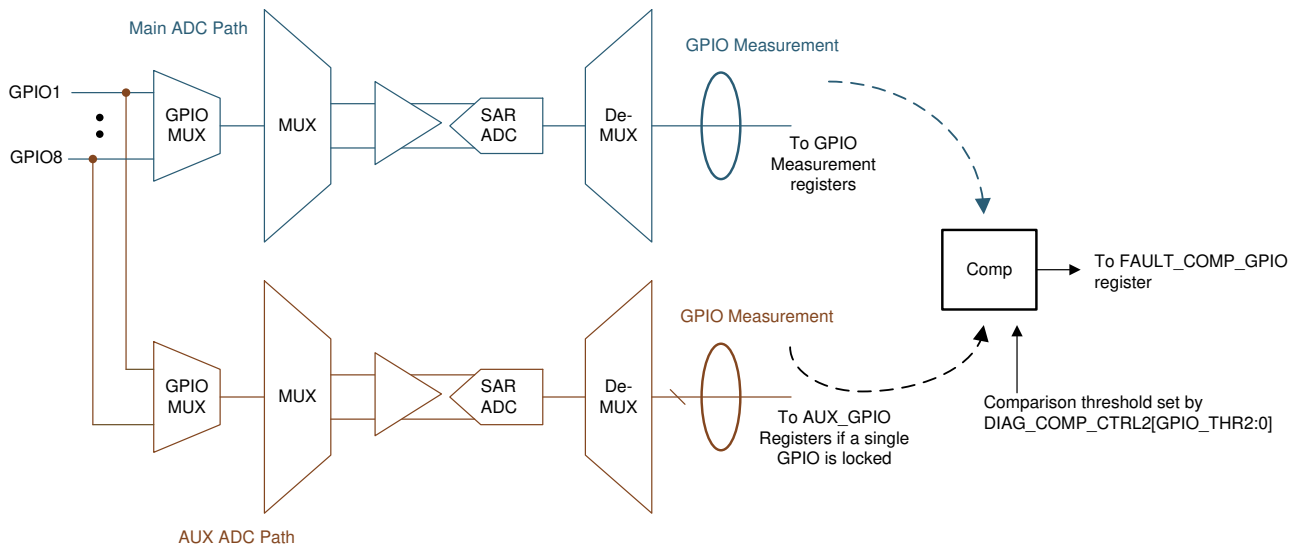 Main ADC Path
GPIO Measurement
GPIO1
GPIO8
GPIO
MUX
MUX
SAR
ADC
De-
MUX
To GPIO
Measurement
registers
Comp
To FAULT_COMP_GPIO
register
GPIO Measurement
GPIO
MUX
MUX
SAR
ADC
De-
MUX
To AUX_GPIO
Registers if a single
GPIO is locked
Comparison threshold set by
DIAG_COMP_CTRL2[GPIO_THR2:0]
AUX ADC Path